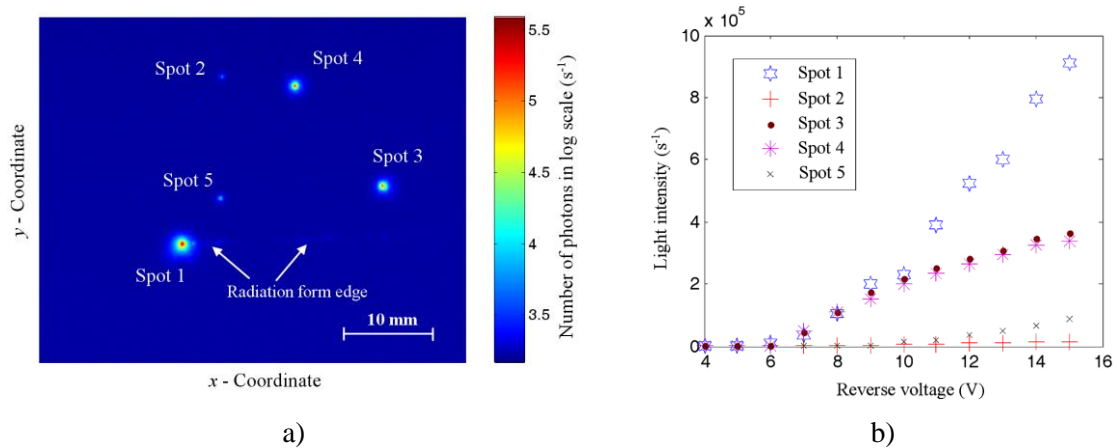 Spot 2
Spot 4
Spot 3
Spot 5
Spot 1
Radiation form edge
10 mm
y - Coordinate
x - Coordinate
5.5
5
4.5
4
3.5
Number of photons in log scale (s-1)
a)
x 10^5
10
8
6
4
2
0
4 6 8 10 12 14 16
Light intensity (s-1)
Reverse voltage (V)
Spot 1
Spot 2
Spot 3
Spot 4
Spot 5
b)